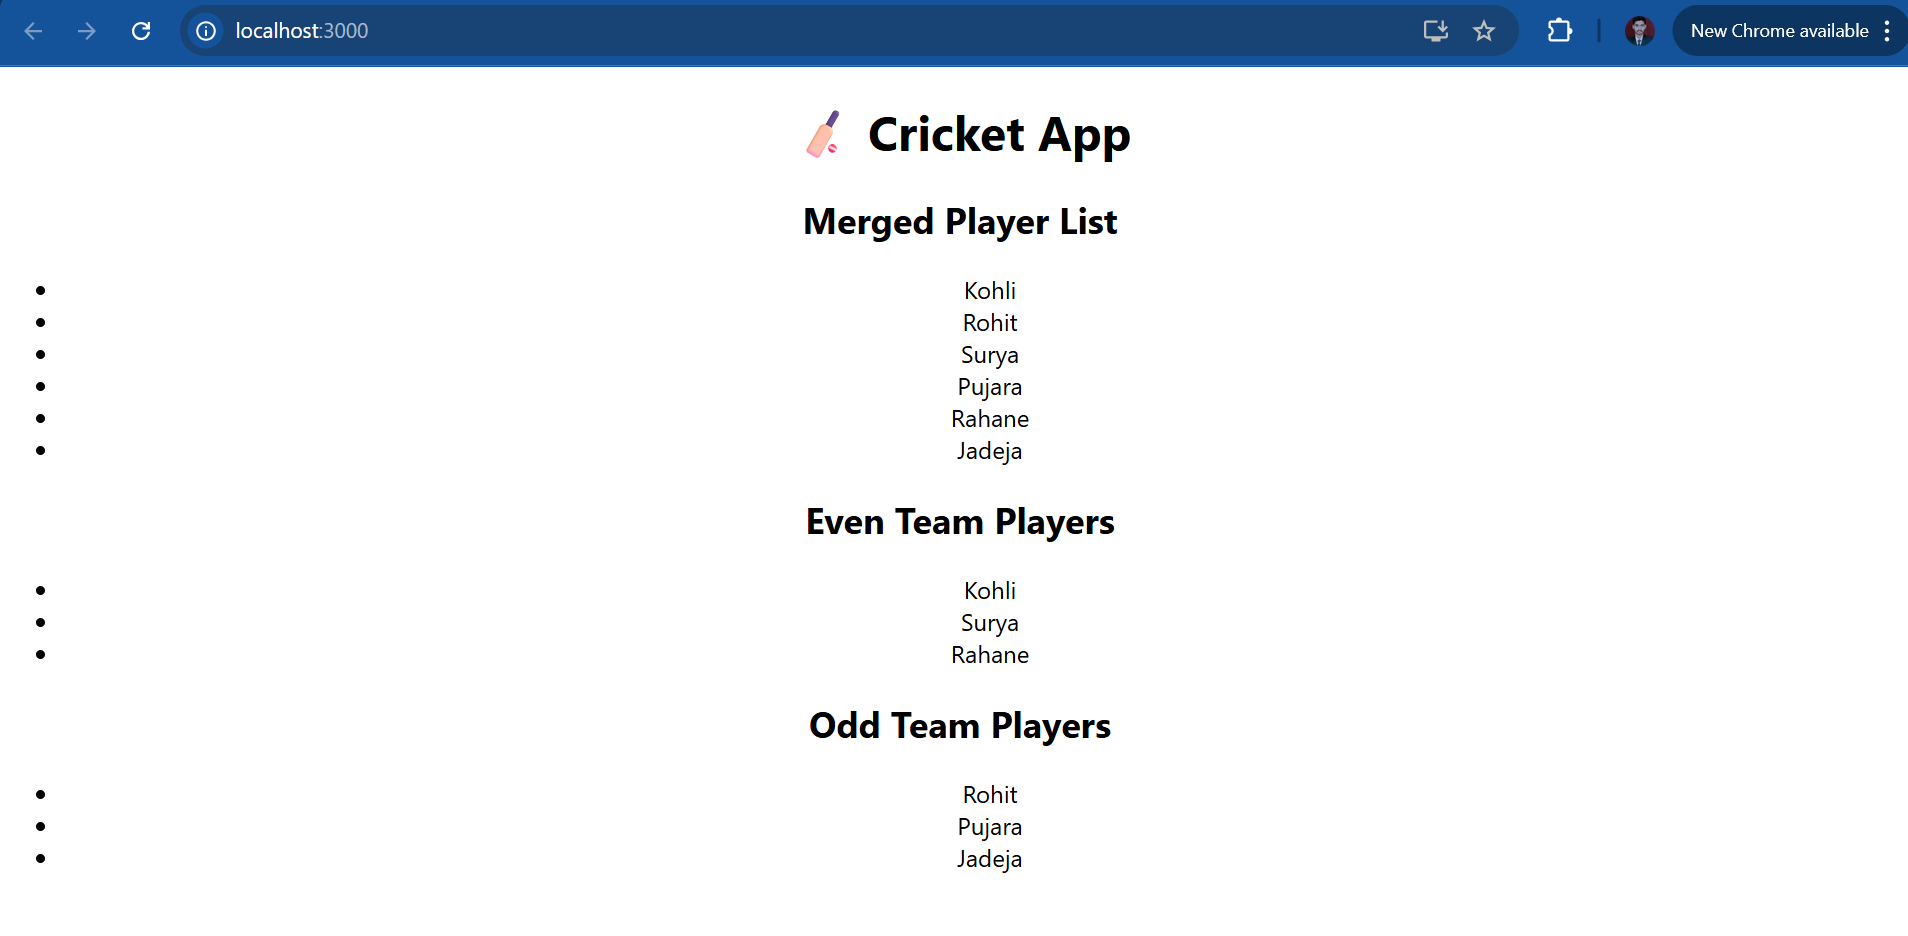 localhost:3000
New Chrome available
Cricket App
Merged Player List
Kohli
Rohit
Surya
Pujara
Rahane
Jadeja
Even Team Players
Kohli
Surya
Rahane
Odd Team Players
Rohit
Pujara
Jadeja